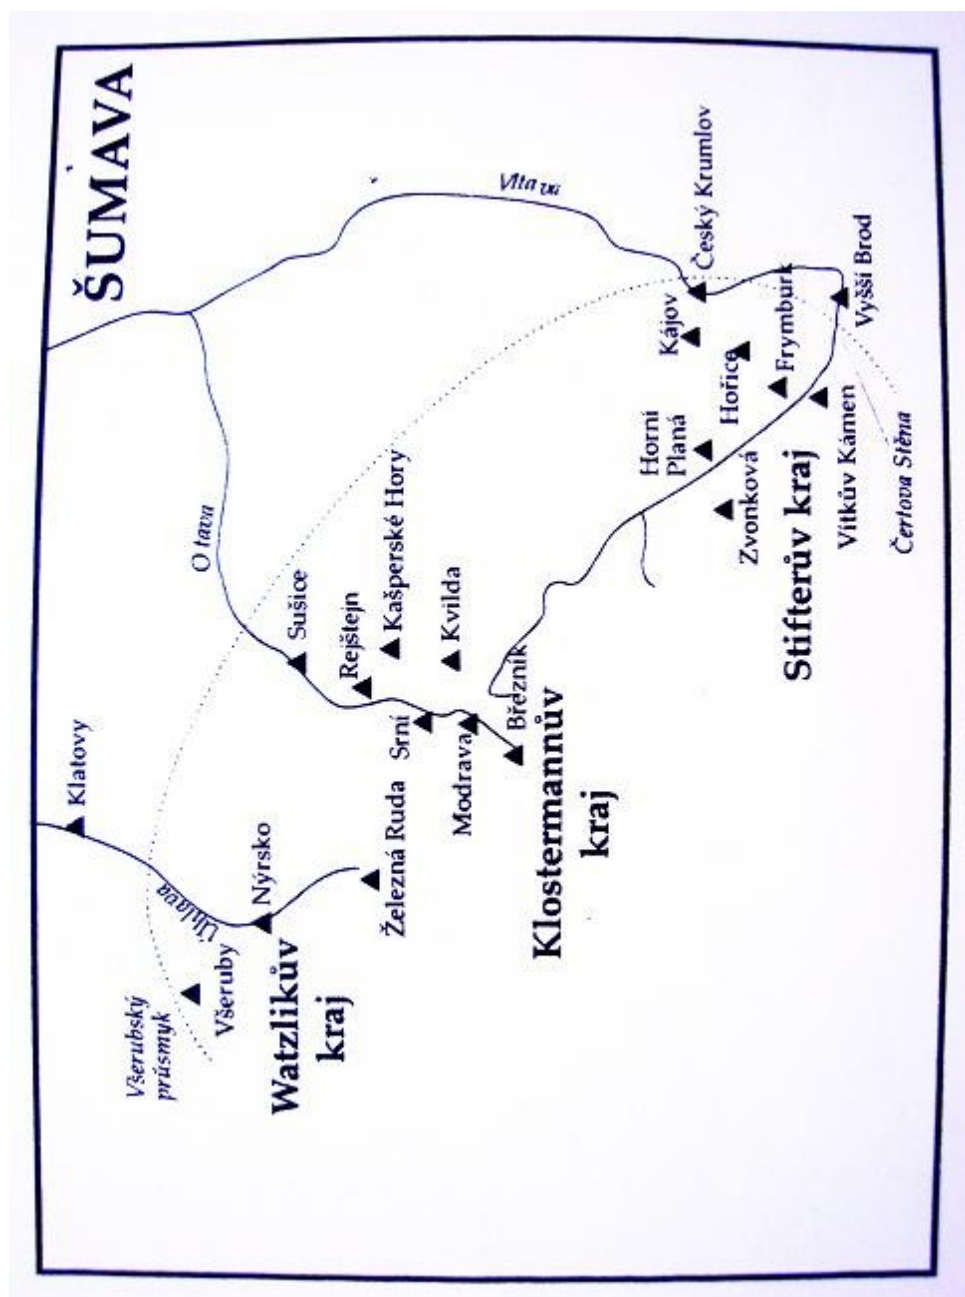 ŠUMAVA
Klatovy
Všerubský
průsmyk
Úhlava
Všeruby
Nýrsko
Watzlikův
kraj
Otava
Sušice
Rejštejn
Kašperské Hory
Železná Ruda
Srní
Kvilda
Modrava
Březník
Klostermannův
kraj
Vltava
Český Krumlov
Kájov
Hořice
Horní
Planá
Frymburk
Zvonková
Vyšší Brod
Vítkův Kámen
Stifterův kraj
Čertova Stěna